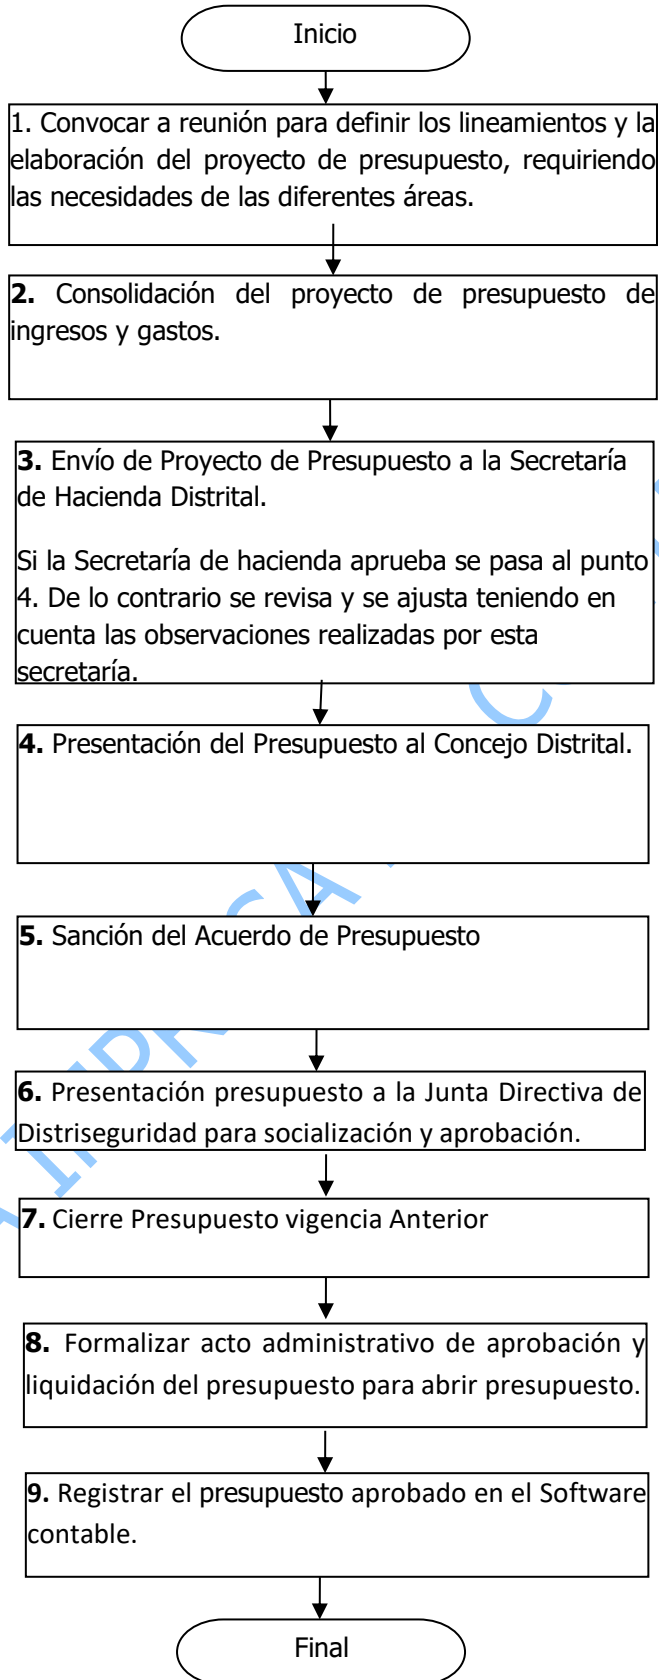 Inicio
1. Convocar a reunión para definir los lineamientos y la
elaboración del proyecto de presupuesto, requiriendo
las necesidades de las diferentes áreas.
2. Consolidación del proyecto de presupuesto de
ingresos y gastos.
3. Envío de Proyecto de Presupuesto a la Secretaría
de Hacienda Distrital.
Si la Secretaría de hacienda aprueba se pasa al punto
4. De lo contrario se revisa y se ajusta teniendo en
cuenta las observaciones realizadas por esta
secretaría.
4. Presentación del Presupuesto al Concejo Distrital.
5. Sanción del Acuerdo de Presupuesto
6. Presentación presupuesto a la Junta Directiva de
Distriseguridad para socialización y aprobación.
7. Cierre Presupuesto vigencia Anterior
8. Formalizar acto administrativo de aprobación y
liquidación del presupuesto para abrir presupuesto.
9. Registrar el presupuesto aprobado en el Software
contable.
Final